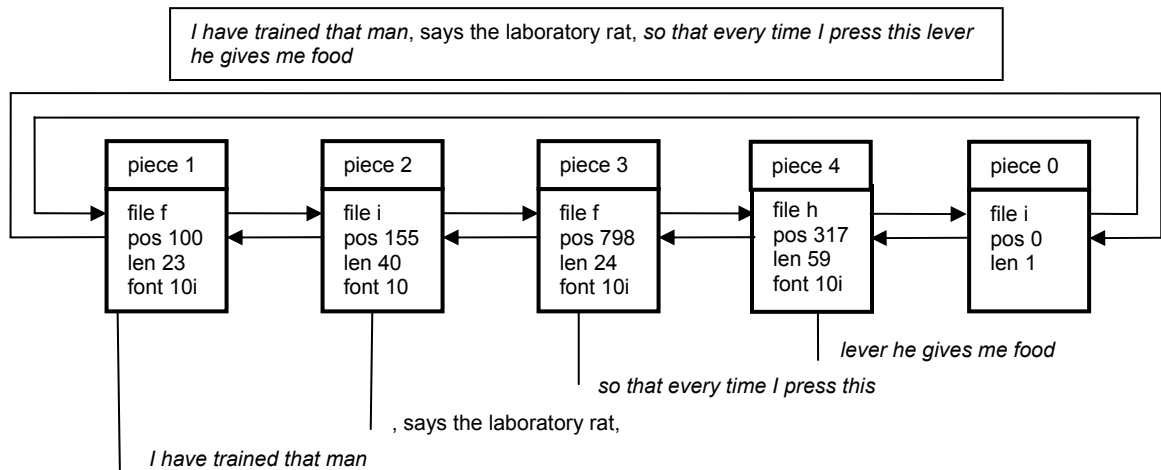 I have trained that man, says the laboratory rat, so that every time I press this lever
he gives me food
piece 1
file f
pos 100
len 23
font 10i
piece 2
file i
pos 155
len 40
font 10
piece 3
file f
pos 798
len 24
font 10i
piece 4
file h
pos 317
len 59
font 10i
piece 0
file i
pos 0
len 1
lever he gives me food
so that every time I press this
, says the laboratory rat,
I have trained that man